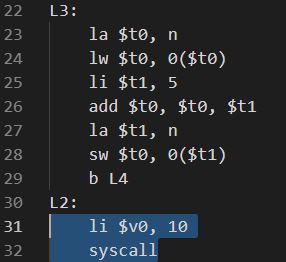 22 L3:
23 la $t0, n
24 lw $t0, 0($t0)
25 li $t1, 5
26 add $t0, $t0, $t1
27 la $t1, n
28 sw $t0, 0($t1)
29 b L4
30 L2:
31 li $v0, 10
32 syscall